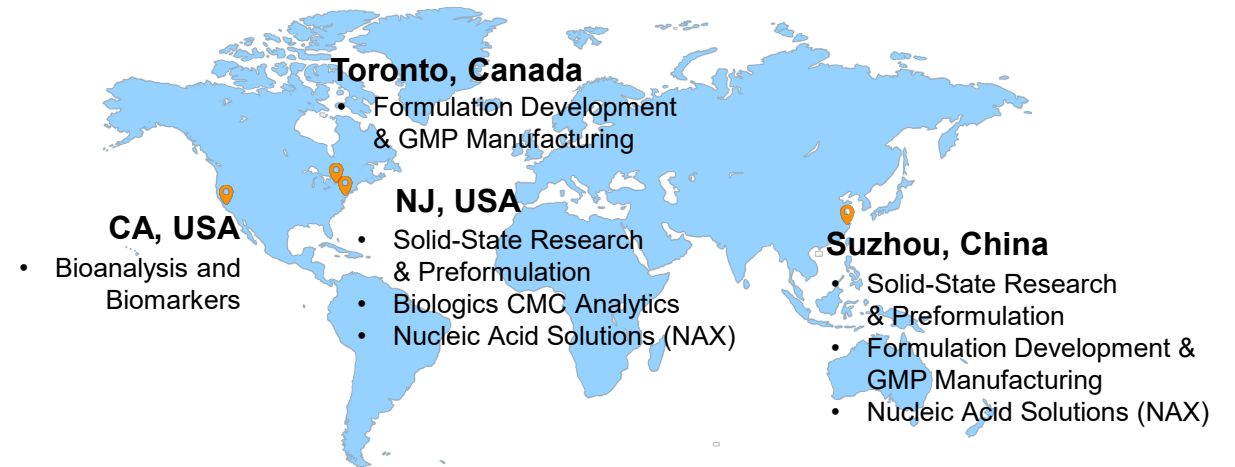 Toronto, Canada
• Formulation Development
& GMP Manufacturing
CA, USA
• Bioanalysis and
Biomarkers
NJ, USA
• Solid-State Research
& Preformulation
• Biologics CMC Analytics
• Nucleic Acid Solutions (NAX)
Suzhou, China
• Solid-State Research
& Preformulation
• Formulation Development &
GMP Manufacturing
• Nucleic Acid Solutions (NAX)